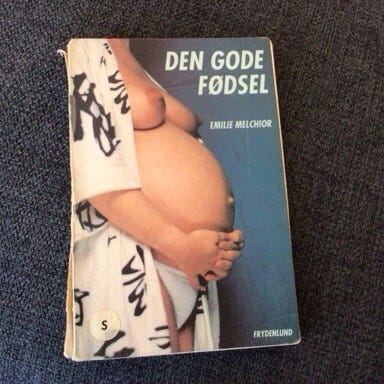 DEN GODE
FØDSEL
EMILIE MELCHIOR
S
FRYDENLUND